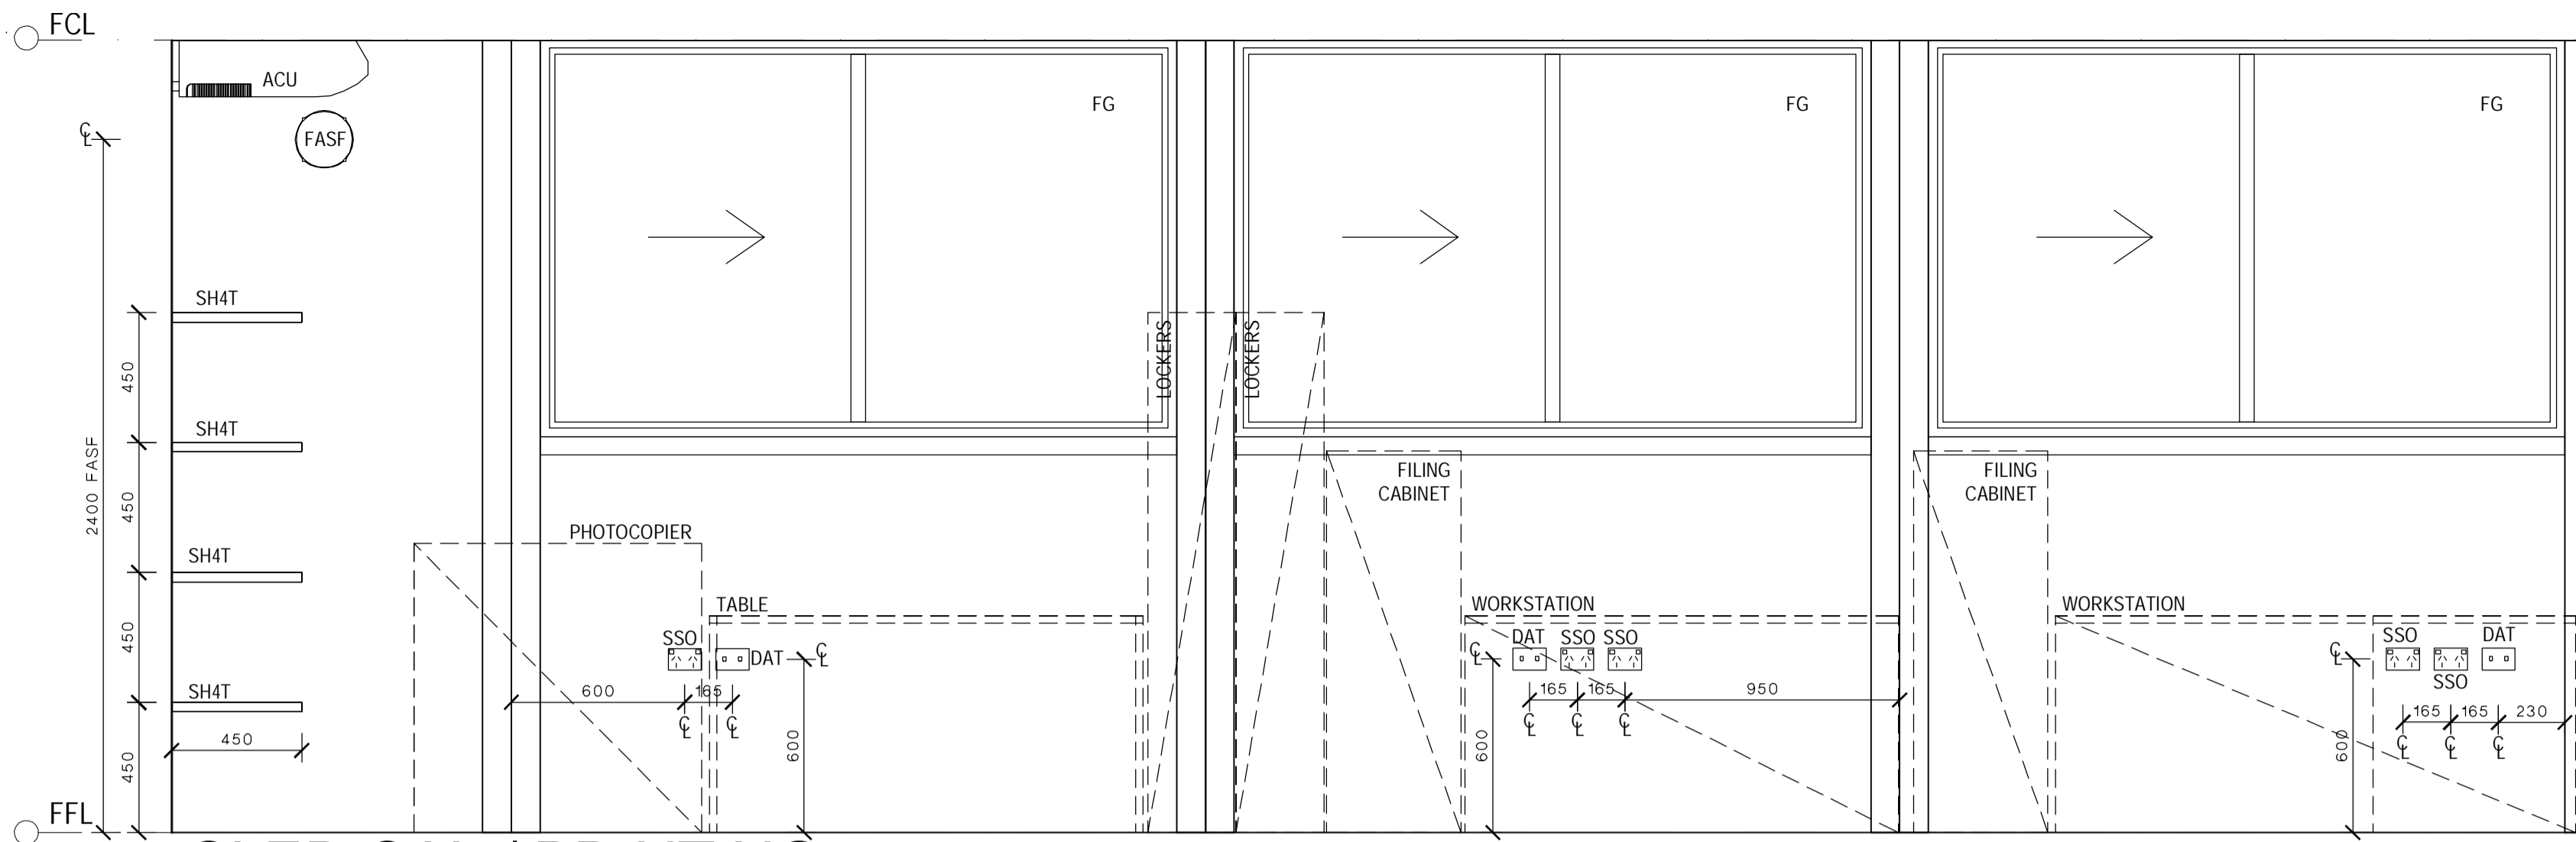 FCL
ACU
FASF
FG
FG
FG
C
L
2400 FASF
SH4T
SH4T
SH4T
SH4T
450
450
450
450
450
LOCKERS
LOCKERS
FILING
CABINET
FILING
CABINET
PHOTOCOPIER
TABLE
SSO
DAT
C
L
600
165
C
L
C
L
600
WORKSTATION
DAT
SSO
SSO
C
L
165
165
950
C
L
C
L
C
L
600
WORKSTATION
SSO
DAT
SSO
C
L
165
165
230
C
L
C
L
C
L
600
FFL